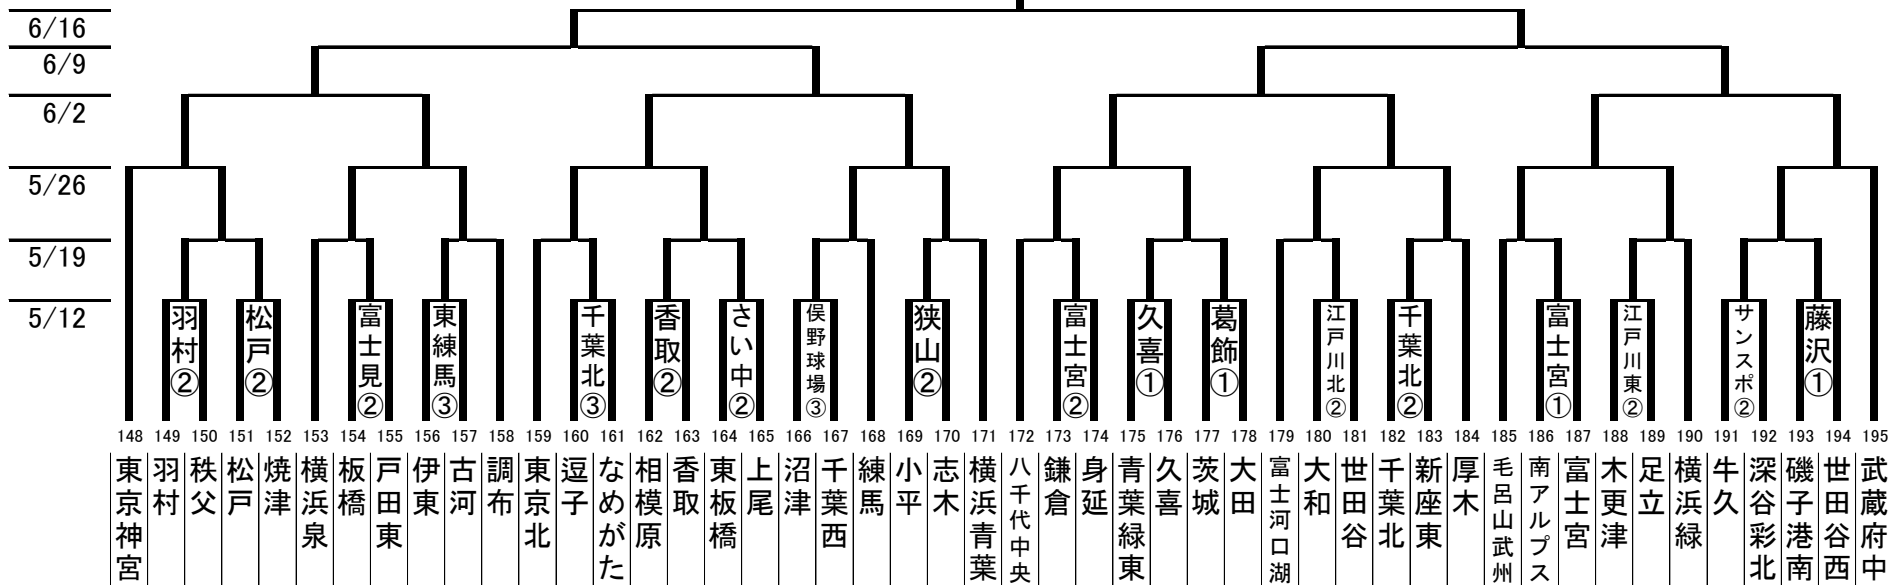 6/16
6/9
6/2
5/26
5/19
5/12
羽村②
松戸②
富士見②
東練馬③
千葉北③
香取②
さい中②
俣野球場③
狭山②
富士宮②
久喜①
葛飾①
江戸川北②
千葉北②
富士宮①
江戸川東②
サンスポ②
藤沢①
148 149 150 151 152 153 154 155 156 157 158 159 160 161 162 163 164 165 166 167 168 169 170 171 172 173 174 175 176 177 178 179 180 181 182 183 184 185 186 187 188 189 190 191 192 193 194 195
東京神宮
羽村
秩父
松戸
焼津
横浜泉
板橋
戸田東
伊東
古河
調布
東京北
逗子
なめがた
相模原
香取
東板橋
上尾
沼津
千葉西
練馬
小平
志木
横浜青葉
八千代中央
鎌倉
身延
青葉緑東
久喜
茨城
大田
富士河口湖
大和
世田谷
千葉北
新座東
厚木
毛呂山武州
南アルプス
富士宮
木更津
足立
横浜緑
牛久
深谷彩北
磯子港南
世田谷西
武蔵府中